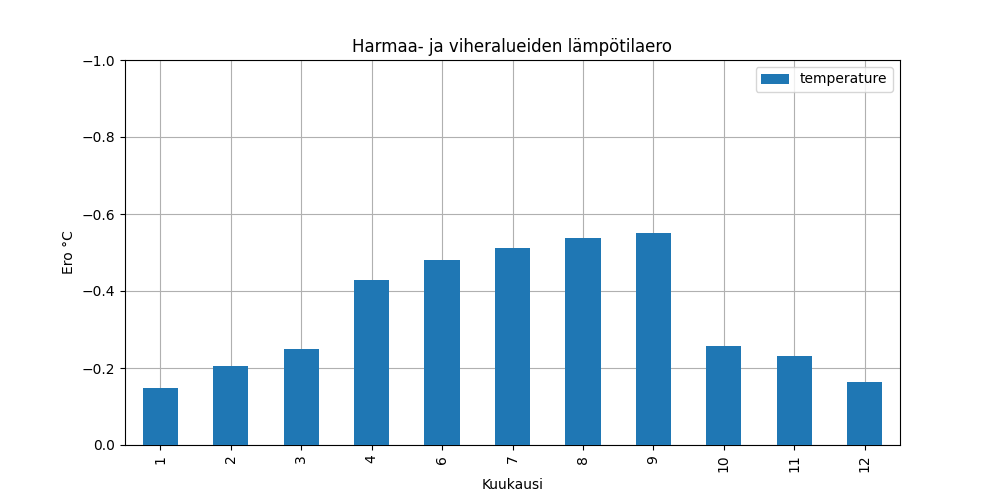 Harmaa- ja viheralueiden lämpötilaero
temperature
−1.0
−0.8
−0.6
−0.4
−0.2
0.0
Ero °C
1 2 3 4 6 7 8 9 10 11 12
Kuukausi